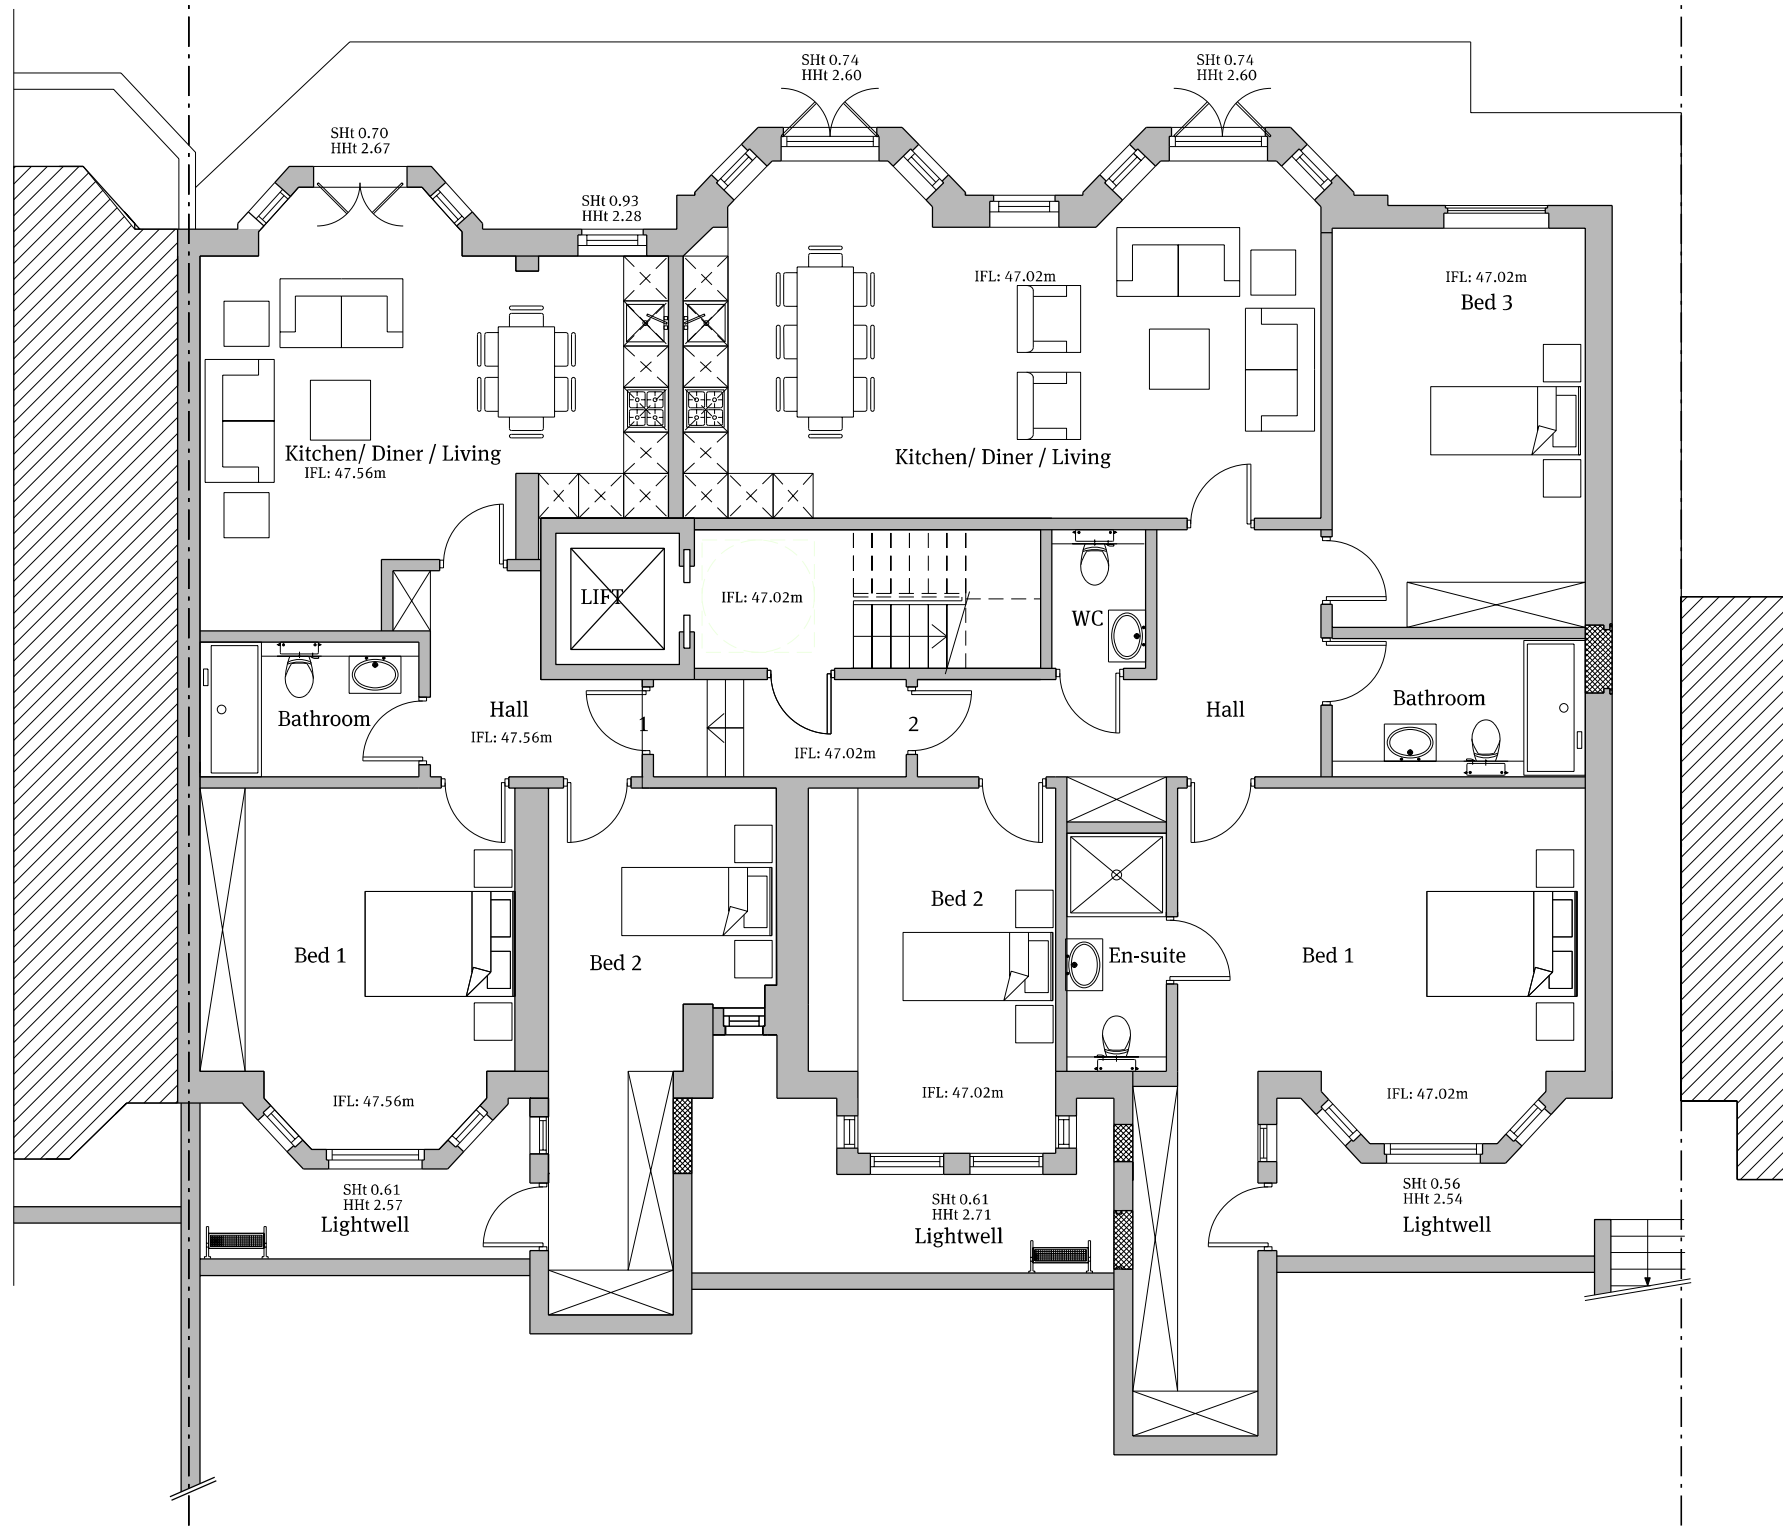 SHt 0.74
HHt 2.60
SHt 0.74
HHt 2.60
SHt 0.70
HHt 2.67
SHt 0.93
HHt 2.28
IFL: 47.02m
IFL: 47.02m
Bed 3
Kitchen/ Diner / Living
IFL: 47.56m
Kitchen/ Diner / Living
LIFT
IFL: 47.02m
WC
Bathroom
Hall
IFL: 47.56m
1
2
IFL: 47.02m
Hall
Bathroom
Bed 1
Bed 2
Bed 2
En-suite
Bed 1
IFL: 47.56m
IFL: 47.02m
IFL: 47.02m
SHt 0.61
HHt 2.57
Lightwell
SHt 0.61
HHt 2.71
Lightwell
SHt 0.56
HHt 2.54
Lightwell